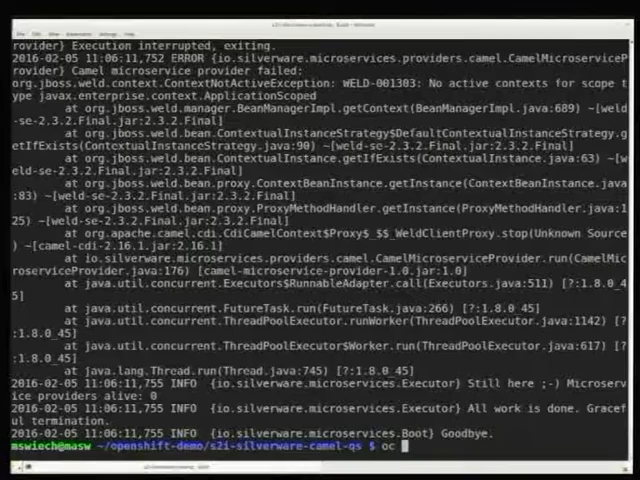 rovider} Execution interrupted, exiting.
2016-02-05 11:06:11,752 ERROR {io.silverware.microservices.providers.camel.CamelMicroserviceP
rovider} Camel microservice provider failed:
org.jboss.weld.context.ContextNotActiveException: WELD-001303: No active contexts for scope t
ype javax.enterprise.context.ApplicationScoped
at org.jboss.weld.manager.BeanManagerImpl.getContext(BeanManagerImpl.java:689) ~[weld
-se-2.3.2.Final.jar:2.3.2.Final]
at org.jboss.weld.bean.ContextualInstanceStrategy$DefaultContextualInstanceStrategy.g
etIfExists(ContextualInstanceStrategy.java:90) ~[weld-se-2.3.2.Final.jar:2.3.2.Final]
at org.jboss.weld.bean.ContextualInstance.getIfExists(ContextualInstance.java:63) ~[we
ld-se-2.3.2.Final.jar:2.3.2.Final]
at org.jboss.weld.bean.proxy.ContextBeanInstance.getInstance(ContextBeanInstance.java
:83) ~[weld-se-2.3.2.Final.jar:2.3.2.Final]
at org.jboss.weld.bean.proxy.ProxyMethodHandler.getInstance(ProxyMethodHandler.java:1
25) ~[weld-se-2.3.2.Final.jar:2.3.2.Final]
at org.apache.camel.cdi.CdiCamelContext$Proxy$_$$_WeldClientProxy.stop(Unknown Source
) ~[camel-cdi-2.16.1.jar:2.16.1]
at io.silverware.microservices.providers.camel.CamelMicroserviceProvider.run(CamelMic
roserviceProvider.java:176) [camel-microservice-provider-1.0.jar:1.0]
at java.util.concurrent.Executors$RunnableAdapter.call(Executors.java:511) [?:1.8.0_4
5]
at java.util.concurrent.FutureTask.run(FutureTask.java:266) [?:1.8.0_45]
at java.util.concurrent.ThreadPoolExecutor.runWorker(ThreadPoolExecutor.java:1142) [?
:1.8.0_45]
at java.util.concurrent.ThreadPoolExecutor$Worker.run(ThreadPoolExecutor.java:617) [?
:1.8.0_45]
at java.lang.Thread.run(Thread.java:745) [?:1.8.0_45]
2016-02-05 11:06:11,755 INFO  {io.silverware.microservices.Executor} Still here ;-) Microserv
ice providers alive: 0
2016-02-05 11:06:11,755 INFO  {io.silverware.microservices.Executor} All work is done. Gracef
ul termination.
2016-02-05 11:06:11,755 INFO  {io.silverware.microservices.Boot} Goodbye.
mswiech@masw ~/openshift-demo/s2i-silverware-camel-qs $ oc